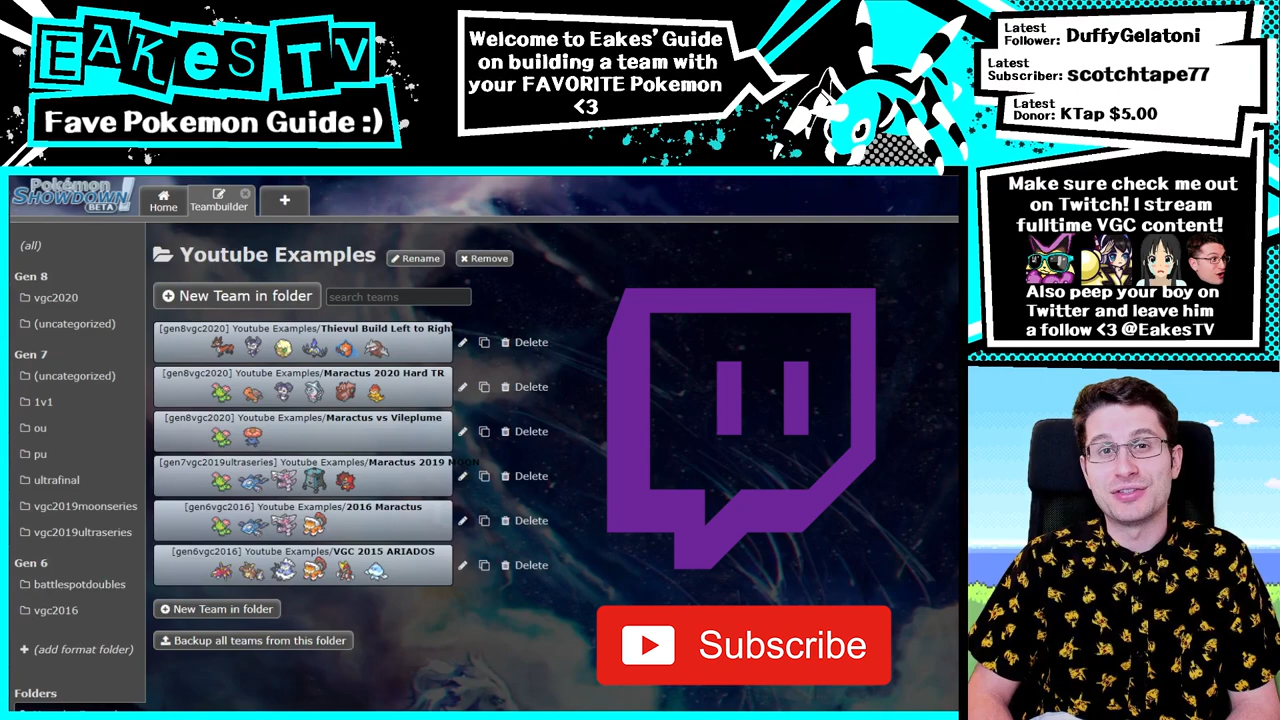 EAKES TV
Fave Pokemon Guide :)
Welcome to Eakes' Guide
on building a team with
your FAVORITE Pokemon
<3
Latest
Follower: DuffyGelatoni
Latest
Subscriber: scotchtape77
Latest
Donor: KTap $5.00
Make sure check me out
on Twitch! I stream
fulltime VGC content!
Also peep your boy on
Twitter and leave him
a follow <3 @EakesTV
Pokémon
SHOWDOWN!
BETA
Home
Teambuilder
+
(all)
Gen 8
vgc2020
(uncategorized)
Gen 7
(uncategorized)
1v1
ou
pu
ultrafinal
vgc2019moonseries
vgc2019ultraseries
Gen 6
battlespotdoubles
vgc2016
(add format folder)
Folders
Youtube Examples
Rename
Remove
New Team in folder
search teams
[gen8vgc2020] Youtube Examples/Thievul Build Left to Right
Delete
[gen8vgc2020] Youtube Examples/Maractus 2020 Hard TR
Delete
[gen8vgc2020] Youtube Examples/Maractus vs Vileplume
Delete
[gen7vgc2019ultraseries] Youtube Examples/Maractus 2019 MOON
Delete
[gen6vgc2016] Youtube Examples/2016 Maractus
Delete
[gen6vgc2016] Youtube Examples/VGC 2015 ARIADOS
Delete
New Team in folder
Backup all teams from this folder
Subscribe